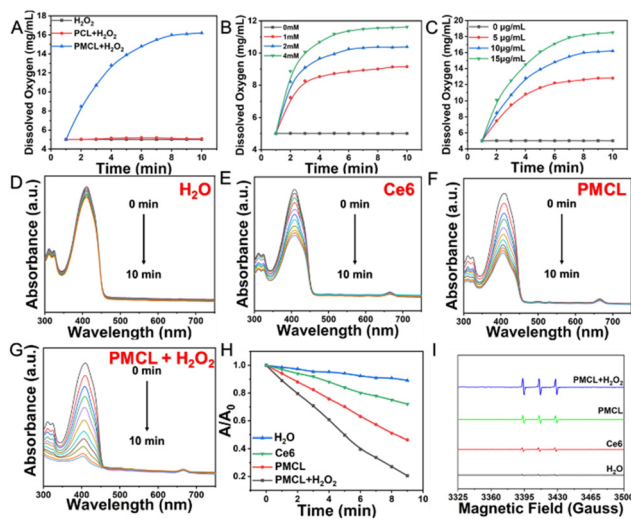 A
Dissolved Oxygen (mg/mL)
16
14
12
10
8
6
4
H₂O₂
PCL+H₂O₂
PMCL+H₂O₂
0 2 4 6 8 10
Time (min)
B
Dissolved Oxygen (mg/mL)
12
10
8
6
4
0mM
1mM
2mM
4mM
0 2 4 6 8 10
Time (min)
C
Dissolved Oxygen (mg/mL)
20
18
16
14
12
10
8
6
4
0 μg/mL
5 μg/mL
10μg/mL
15μg/mL
0 2 4 6 8 10
Time (min)
D
Absorbance (a.u.)
H₂O
0 min
10 min
300 400 500 600 700
Wavelength (nm)
E
Absorbance (a.u.)
Ce6
0 min
10 min
300 400 500 600 700
Wavelength (nm)
F
Absorbance (a.u.)
PMCL
0 min
10 min
300 400 500 600 700
Wavelength (nm)
G
Absorbance (a.u.)
PMCL + H₂O₂
0 min
10 min
300 400 500 600 700
Wavelength (nm)
H
A/A₀
1.0
0.8
0.6
0.4
0.2
H₂O
Ce6
PMCL
PMCL+H₂O₂
0 2 4 6 8 10
Time (min)
I
PMCL+H₂O₂
PMCL
Ce6
H₂O
3325 3360 3395 3430 3465 3500
Magnetic Field (Gauss)